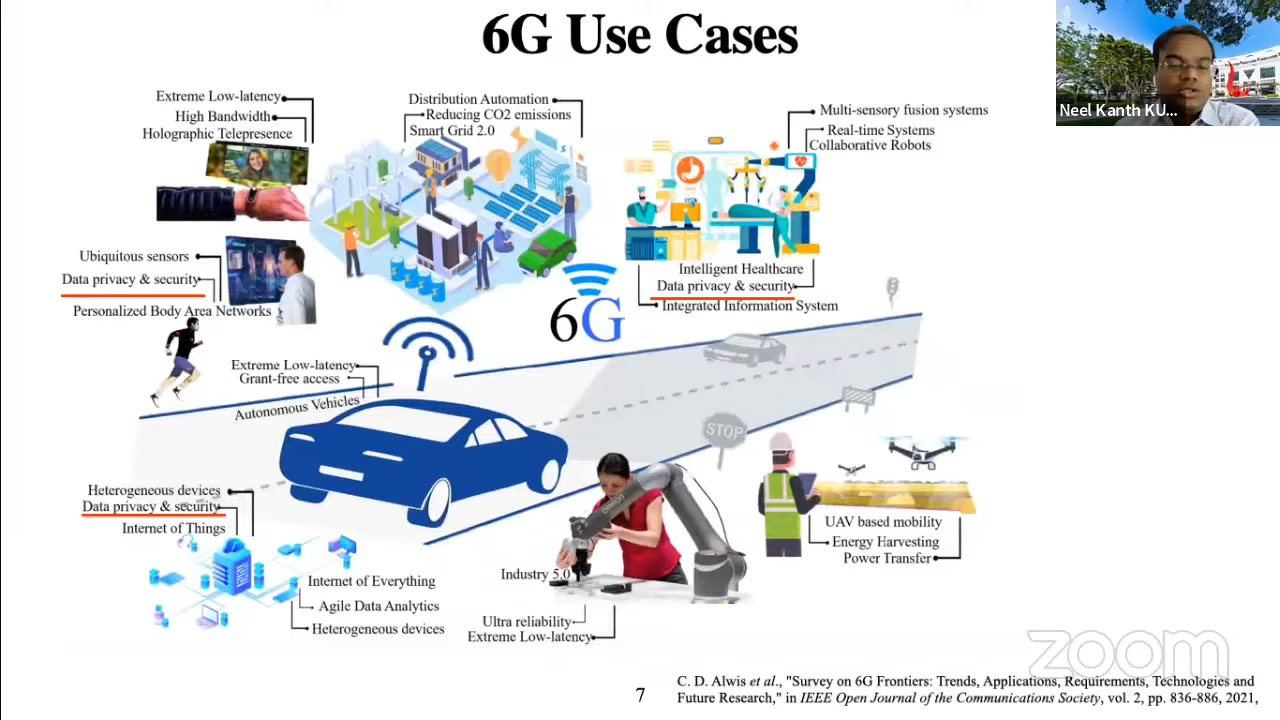 6G Use Cases
Neel Kanth KU...
Extreme Low-latency
High Bandwidth
Holographic Telepresence
Distribution Automation
Reducing CO2 emissions
Smart Grid 2.0
Multi-sensory fusion systems
Real-time Systems
Collaborative Robots
Ubiquitous sensors
Data privacy & security
Personalized Body Area Networks
Intelligent Healthcare
Data privacy & security
Integrated Information System
6G
Extreme Low-latency
Grant-free access
Autonomous Vehicles
STOP
Heterogeneous devices
Data privacy & security
Internet of Things
Internet of Everything
Agile Data Analytics
Heterogeneous devices
omron
Industry 5.0
Ultra reliability
Extreme Low-latency
UAV based mobility
Energy Harvesting
Power Transfer
zoom
7
C. D. Alwis et al., "Survey on 6G Frontiers: Trends, Applications, Requirements, Technologies and
Future Research," in IEEE Open Journal of the Communications Society, vol. 2, pp. 836-886, 2021,